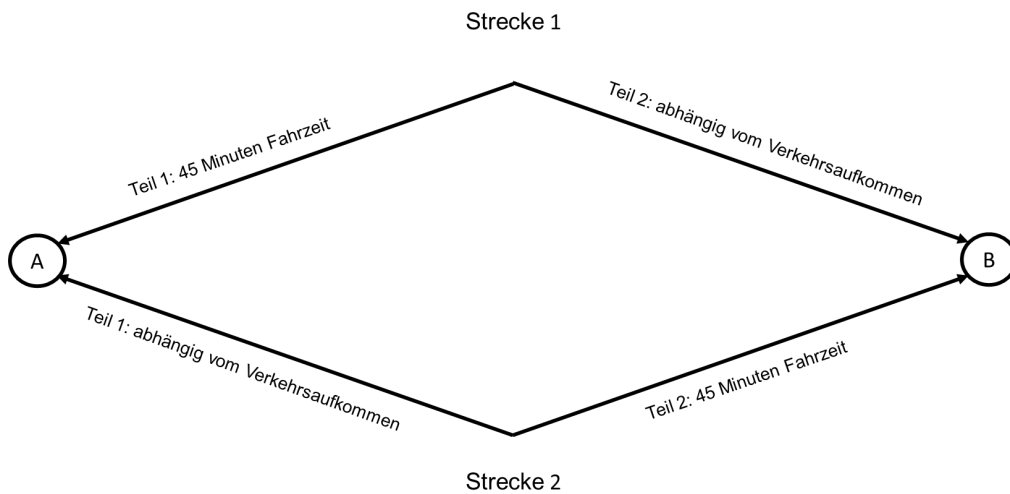 Strecke 1
Teil 1: 45 Minuten Fahrzeit
Teil 2: abhängig vom Verkehrsaufkommen
A
B
Teil 1: abhängig vom Verkehrsaufkommen
Teil 2: 45 Minuten Fahrzeit
Strecke 2